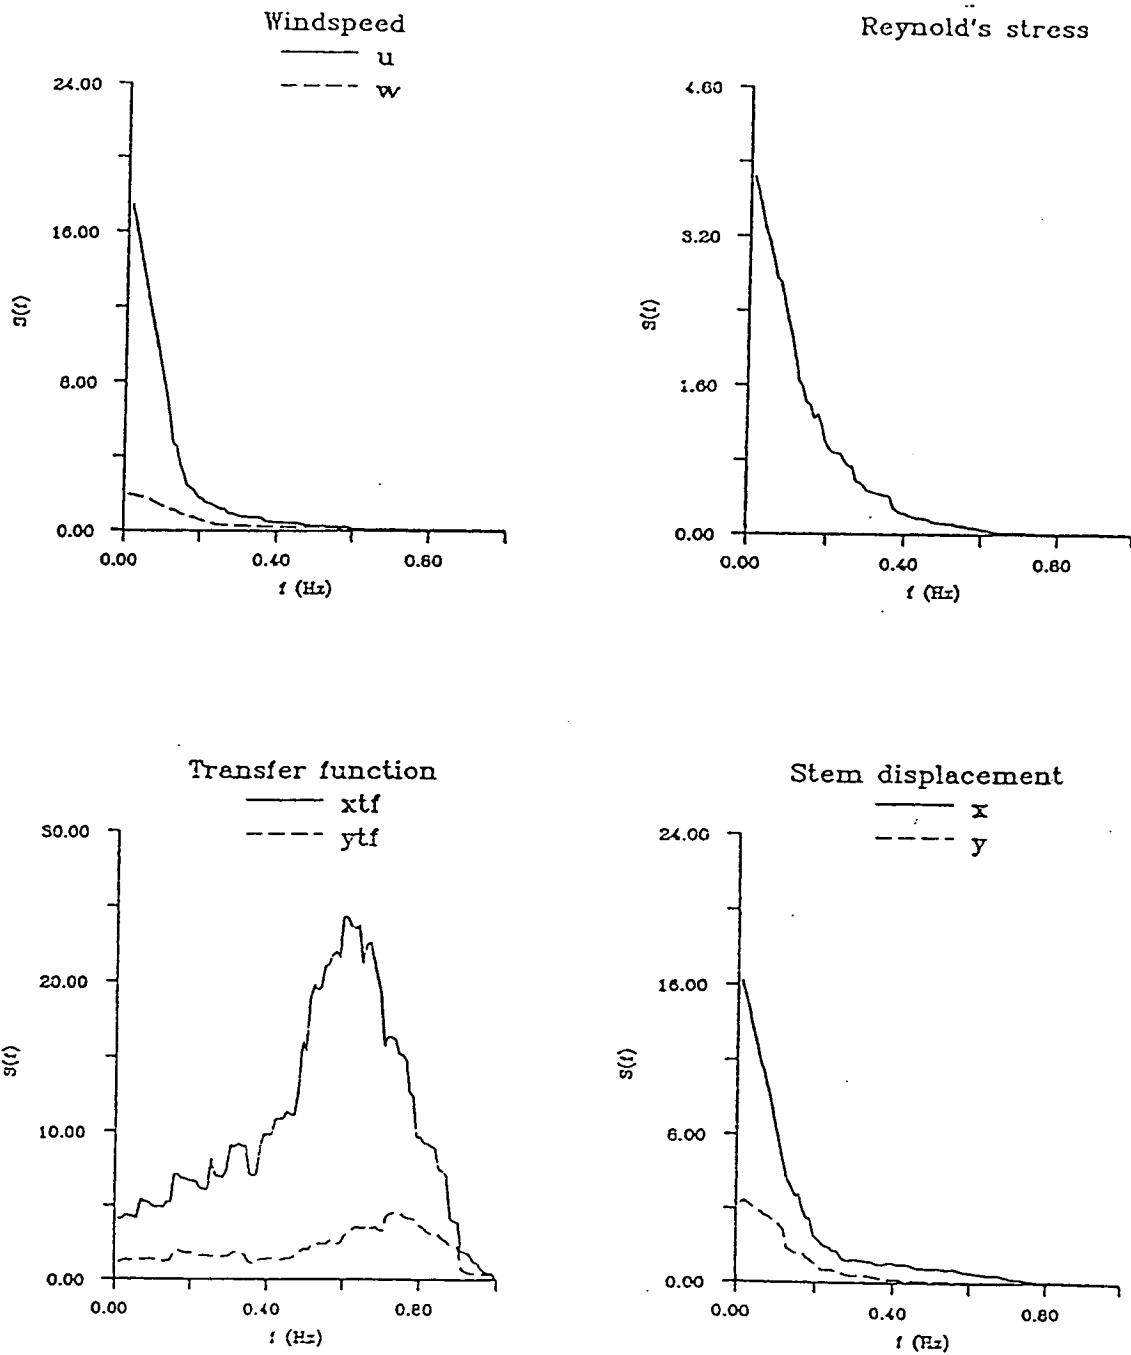 Windspeed
u
w
24.00
16.00
8.00
0.00
S(f)
0.00
0.40
0.80
f (Hz)
Reynold's stress
4.80
3.20
1.60
0.00
S(f)
0.00
0.40
0.80
f (Hz)
Transfer function
xtf
ytf
30.00
20.00
10.00
0.00
S(f)
0.00
0.40
0.80
f (Hz)
Stem displacement
x
y
24.00
16.00
8.00
0.00
S(f)
0.00
0.40
0.80
f (Hz)